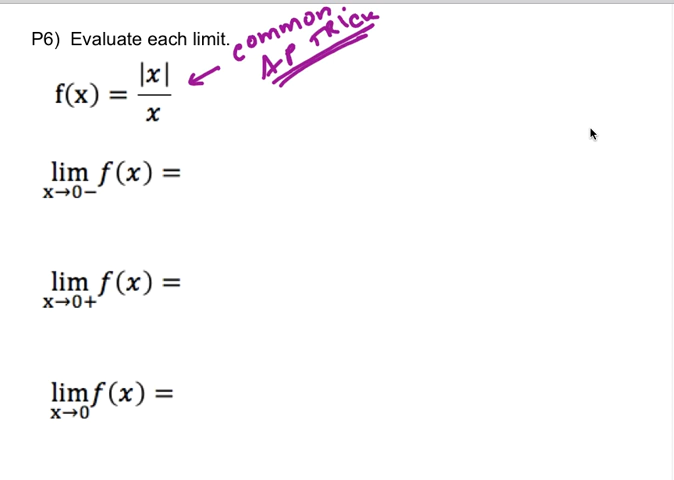 P6) Evaluate each limit.
common
AP TRICK
f(x) = |x|/x
lim x→0− f(x) =
lim x→0+ f(x) =
lim x→0 f(x) =